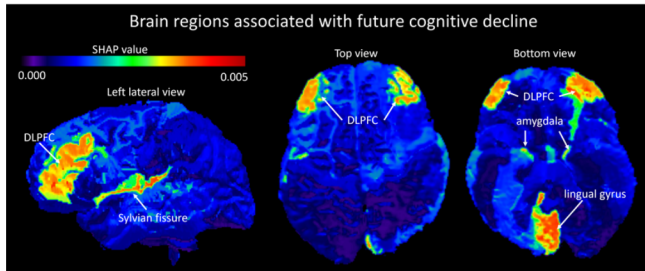 Brain regions associated with future cognitive decline
SHAP value
0.000 0.005
Left lateral view
DLPFC
Sylvian fissure
Top view
DLPFC
Bottom view
DLPFC
amygdala
lingual gyrus